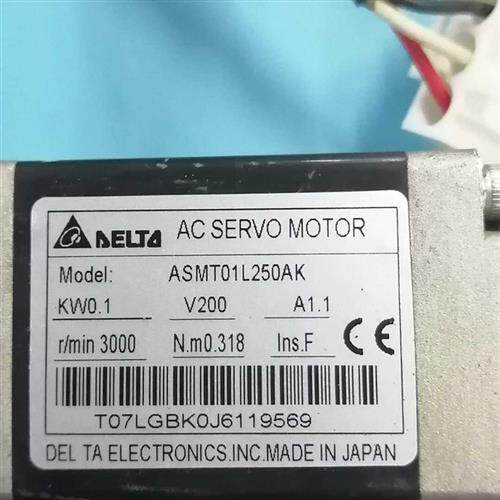 DELTA AC SERVO MOTOR
Model: ASMT01L250AK
KW0.1 V200 A1.1
r/min 3000 N.m0.318 Ins.F CE
T07LGBK0J6119569
DEL TA ELECTRONICS.INC.MADE IN JAPAN